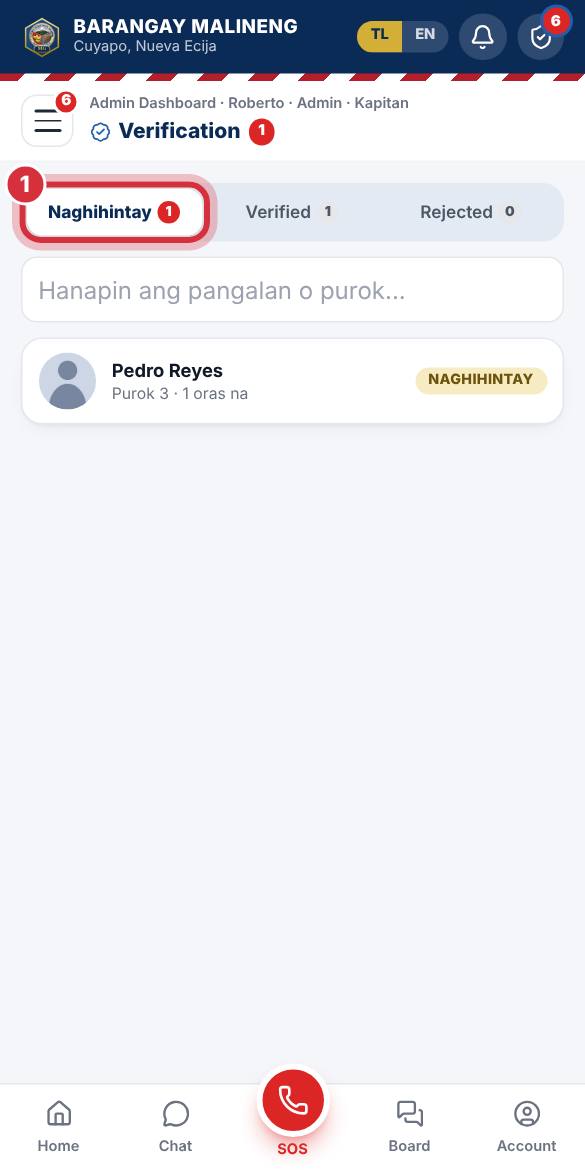 BARANGAY MALINENG
Cuyapo, Nueva Ecija
TL EN
6
6
Admin Dashboard · Roberto · Admin · Kapitan
Verification 1
1
Naghihintay 1
Verified 1
Rejected 0
Hanapin ang pangalan o purok...
Pedro Reyes
Purok 3 · 1 oras na
NAGHIHINTAY
Home
Chat
SOS
Board
Account